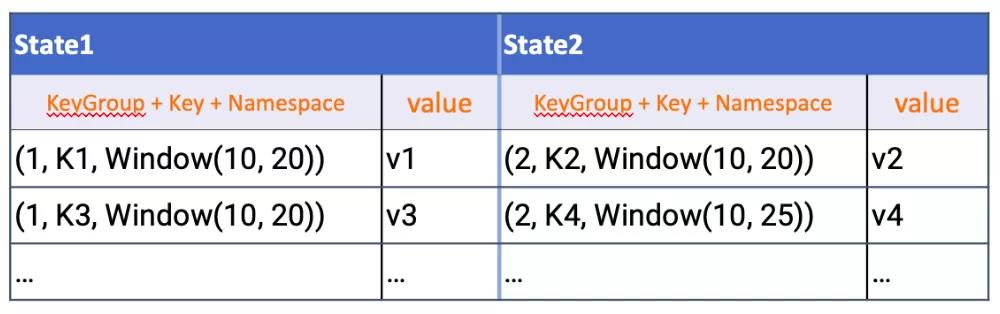 State1 State2
KeyGroup + Key + Namespace value KeyGroup + Key + Namespace value
(1, K1, Window(10, 20)) v1 (2, K2, Window(10, 20)) v2
(1, K3, Window(10, 20)) v3 (2, K4, Window(10, 25)) v4
... ... ... ...